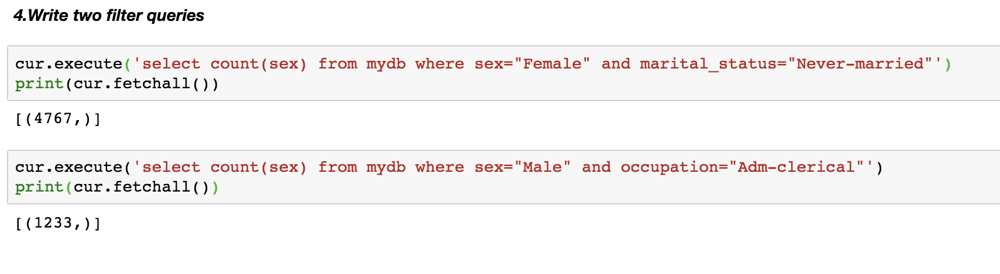 4.Write two filter queries
cur.execute('select count(sex) from mydb where sex="Female" and marital_status="Never-married"')
print(cur.fetchall())
[(4767,)]
cur.execute('select count(sex) from mydb where sex="Male" and occupation="Adm-clerical"')
print(cur.fetchall())
[(1233,)]